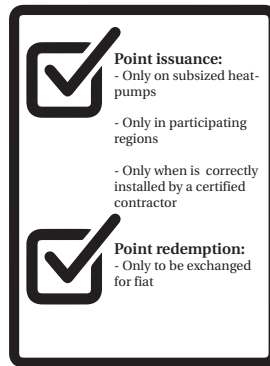 Point issuance:
- Only on subsized heat-
pumps
- Only in participating
regions
- Only when is correctly
installed by a certified
contractor
Point redemption:
- Only to be exchanged
for fiat